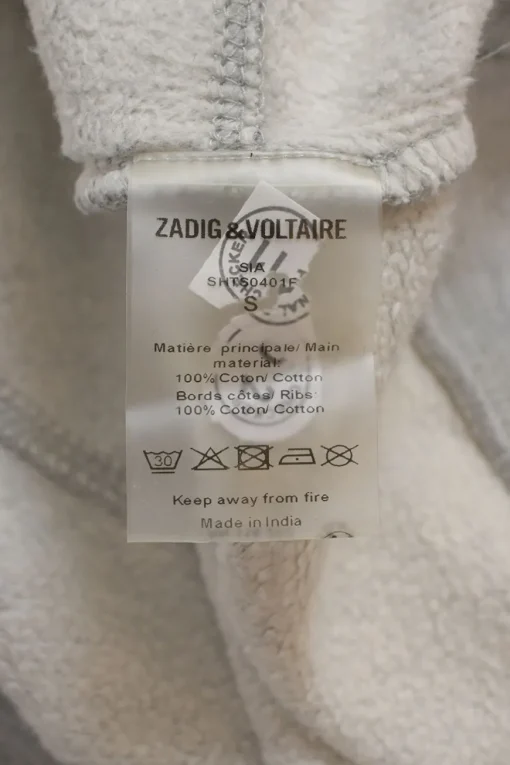 ZADIG & VOLTAIRE
SIA
SHTS0401F
S
Matière principale/ Main
material:
100% Coton/ Cotton
Bords côtes/ Ribs:
100% Coton/ Cotton
30
Keep away from fire
Made in India